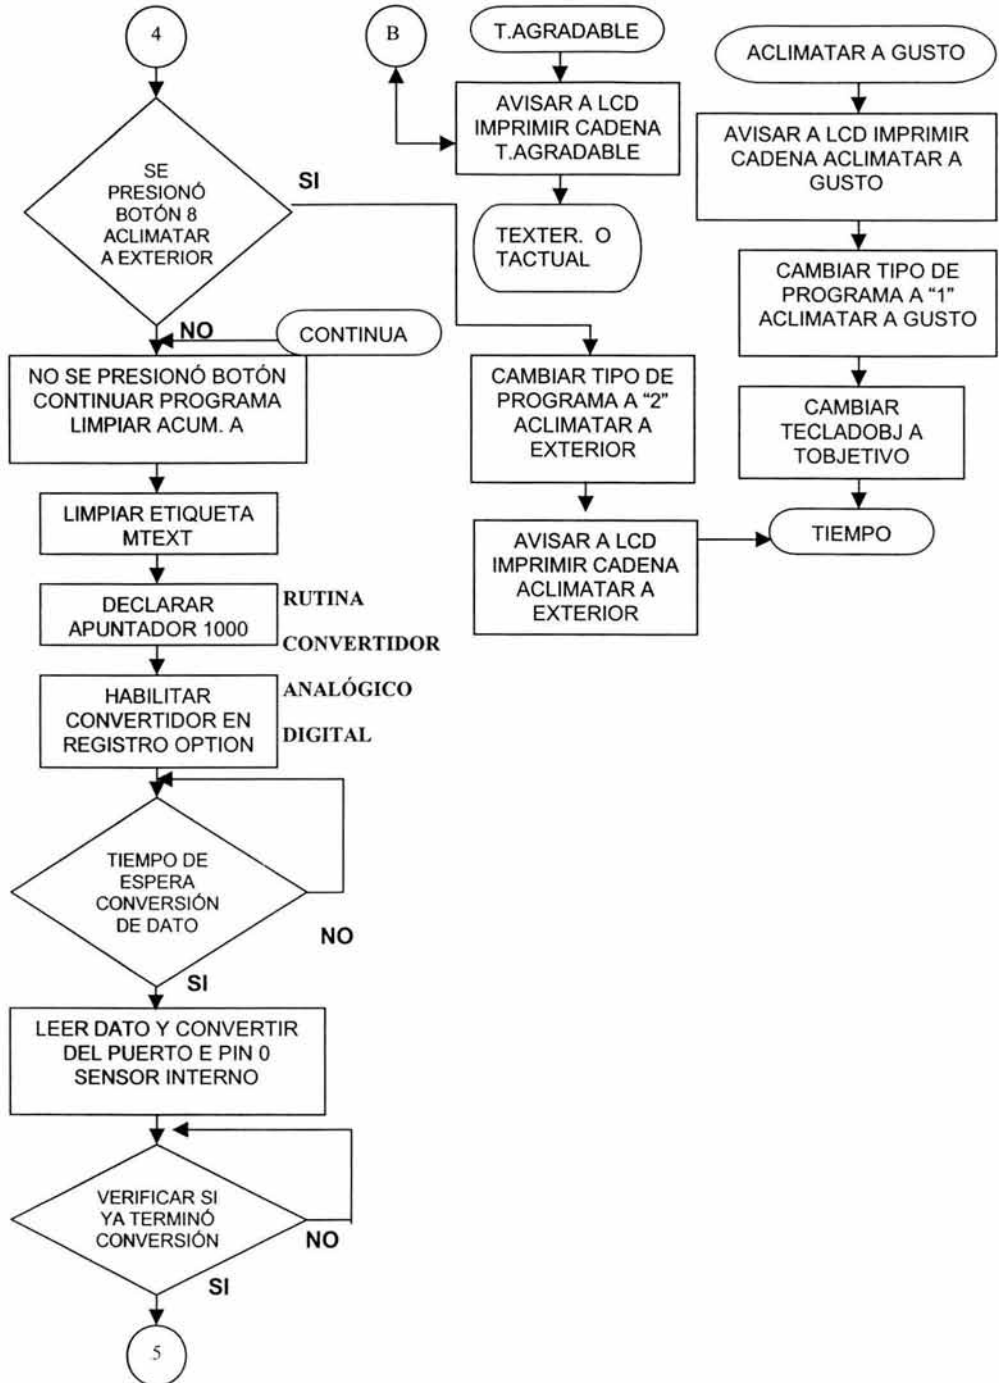 4
SE
PRESIONÓ
BOTÓN 8
ACLIMATAR
A EXTERIOR
SI
NO
CONTINUA
NO SE PRESIONÓ BOTÓN
CONTINUAR PROGRAMA
LIMPIAR ACUM. A
LIMPIAR ETIQUETA
MTEXT
DECLARAR
APUNTADOR 1000
RUTINA
CONVERTIDOR
ANALÓGICO
DIGITAL
HABILITAR
CONVERTIDOR EN
REGISTRO OPTION
TIEMPO DE
ESPERA
CONVERSIÓN
DE DATO
NO
SI
LEER DATO Y CONVERTIR
DEL PUERTO E PIN 0
SENSOR INTERNO
VERIFICAR SI
YA TERMINÓ
CONVERSIÓN
NO
SI
5
B
T.AGRADABLE
AVISAR A LCD
IMPRIMIR CADENA
T.AGRADABLE
TEXTER. O
TACTUAL
CAMBIAR TIPO DE
PROGRAMA A “2”
ACLIMATAR A
EXTERIOR
AVISAR A LCD
IMPRIMIR CADENA
ACLIMATAR A
EXTERIOR
ACLIMATAR A GUSTO
AVISAR A LCD IMPRIMIR
CADENA ACLIMATAR A
GUSTO
CAMBIAR TIPO DE
PROGRAMA A “1”
ACLIMATAR A GUSTO
CAMBIAR
TECLADOBJ A
TOBJETIVO
TIEMPO